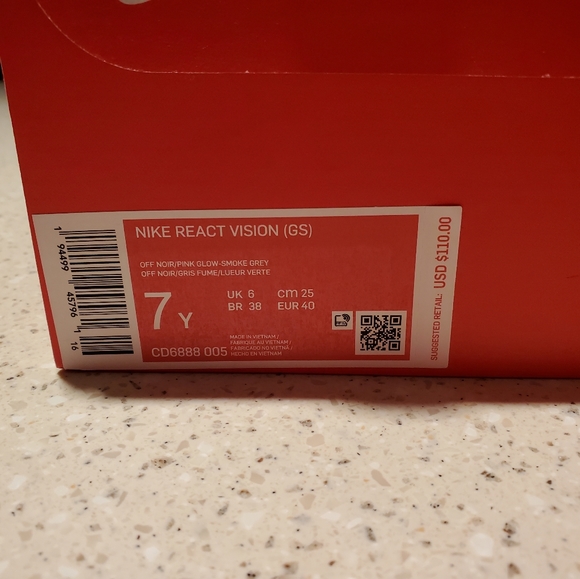 NIKE REACT VISION (GS)
OFF NOIR/PINK GLOW-SMOKE GREY
OFF NOIR/GRIS FUME/LUEUR VERTE
7 Y
UK 6 cm 25
BR 38 EUR 40
MADE IN VIETNAM /
FABRIQUÉ AU VIETNAM /
FABRICADO NO VIETNÃ /
HECHO EN VIETNAM
CD6888 005
1 94499 45796 16
SUGGESTED RETAIL: USD $110.00